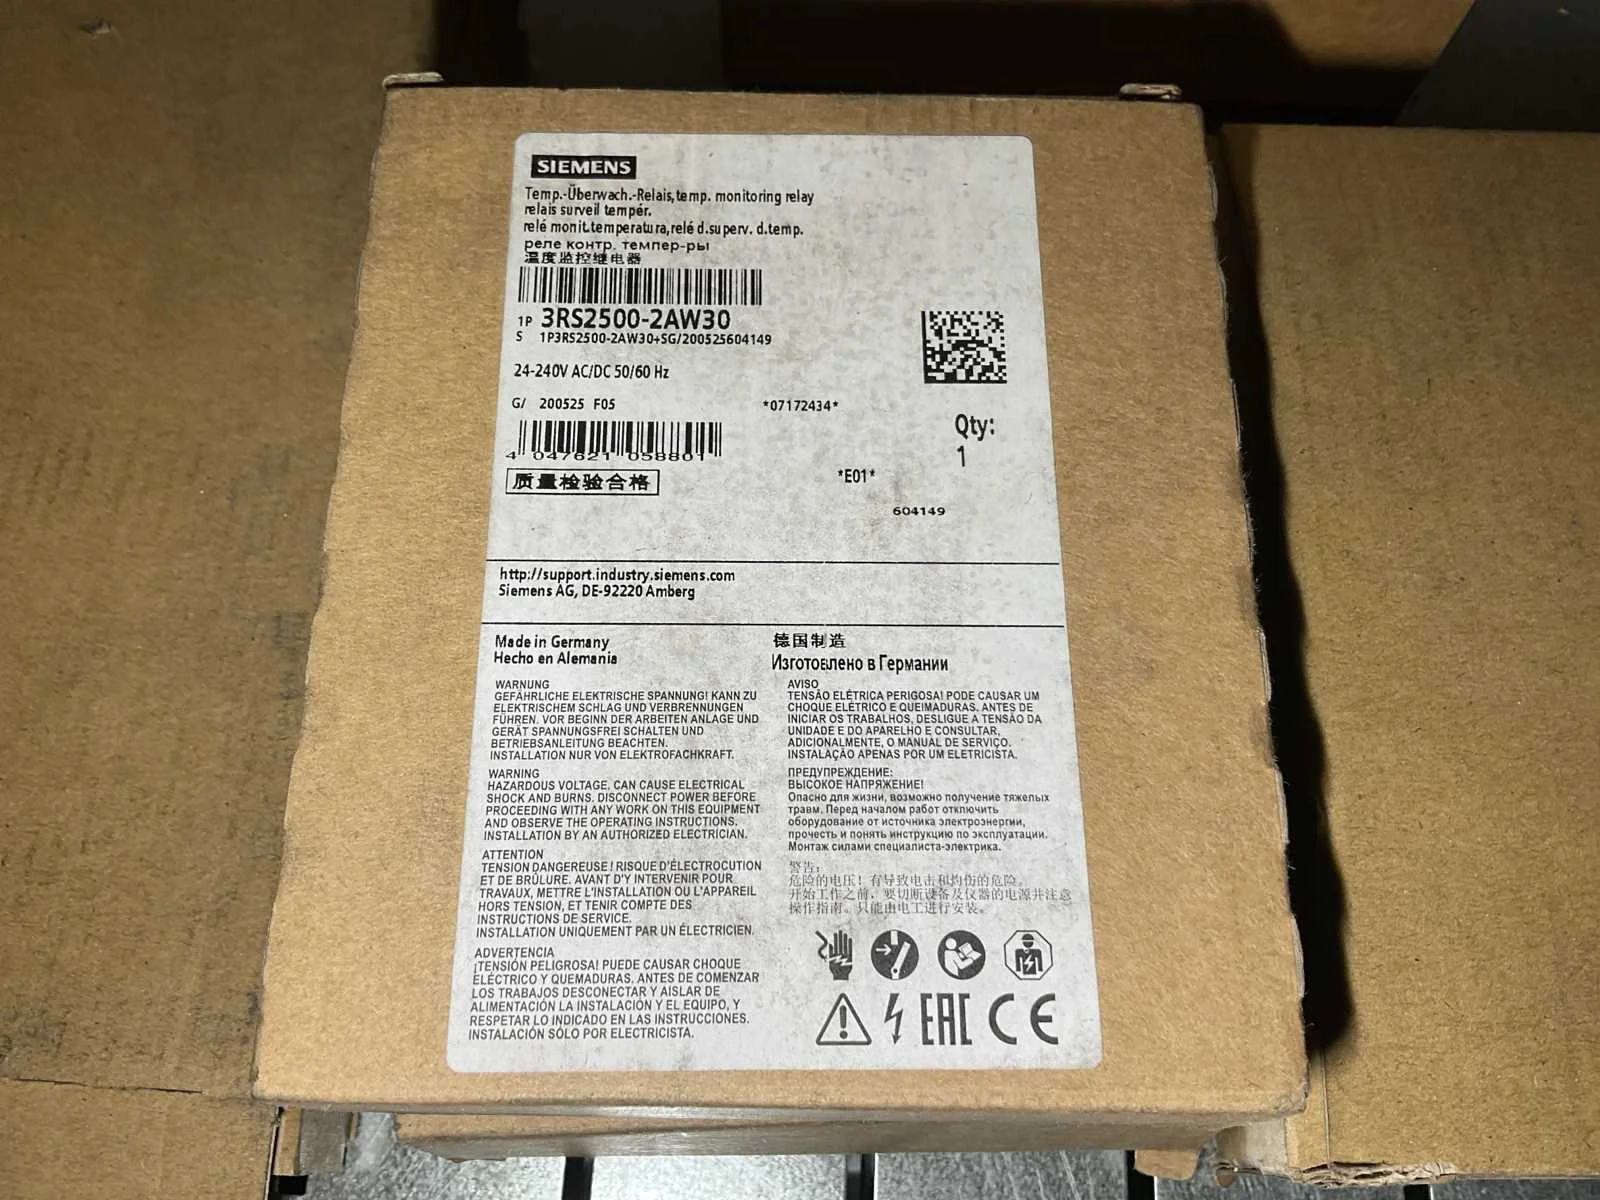 SIEMENS
Temp.-Überwach.-Relais,temp. monitoring relay
relais surveil tempér.
relé monit.temperatura,relé d.superv. d.temp.
реле контр. темпер-ры
温度监控继电器
1P 3RS2500-2AW30
S 1P3RS2500-2AW30+SG/200525604149
24-240V AC/DC 50/60 Hz
G/ 200525 F05 *07172434*
Qty:
1
4 047621 058801
质量检验合格
*E01*
604149
http://support.industry.siemens.com
Siemens AG, DE-92220 Amberg
Made in Germany
Hecho en Alemania
德国制造
Изготовлено в Германии
WARNUNG
GEFÄHRLICHE ELEKTRISCHE SPANNUNG! KANN ZU
ELEKTRISCHEM SCHLAG UND VERBRENNUNGEN
FÜHREN. VOR BEGINN DER ARBEITEN ANLAGE UND
GERÄT SPANNUNGSFREI SCHALTEN UND
BETRIEBSANLEITUNG BEACHTEN.
INSTALLATION NUR VON ELEKTROFACHKRAFT.
WARNING
HAZARDOUS VOLTAGE. CAN CAUSE ELECTRICAL
SHOCK AND BURNS. DISCONNECT POWER BEFORE
PROCEEDING WITH ANY WORK ON THIS EQUIPMENT
AND OBSERVE THE OPERATING INSTRUCTIONS.
INSTALLATION BY AN AUTHORIZED ELECTRICIAN.
ATTENTION
TENSION DANGEREUSE! RISQUE D'ÉLECTROCUTION
ET DE BRÛLURE. AVANT D'Y INTERVENIR POUR
TRAVAUX, METTRE L'INSTALLATION OU L'APPAREIL
HORS TENSION, ET TENIR COMPTE DES
INSTRUCTIONS DE SERVICE.
INSTALLATION UNIQUEMENT PAR UN ÉLECTRICIEN.
ADVERTENCIA
¡TENSIÓN PELIGROSA! PUEDE CAUSAR CHOQUE
ELÉCTRICO Y QUEMADURAS. ANTES DE COMENZAR
LOS TRABAJOS DESCONECTAR Y AISLAR DE
ALIMENTACIÓN LA INSTALACIÓN Y EL EQUIPO, Y
RESPETAR LO INDICADO EN LAS INSTRUCCIONES.
INSTALACIÓN SÓLO POR ELECTRICISTA.
AVISO
TENSÃO ELÉTRICA PERIGOSA! PODE CAUSAR UM
CHOQUE ELÉTRICO E QUEIMADURAS. ANTES DE
INICIAR OS TRABALHOS, DESLIGUE A TENSÃO DA
UNIDADE E DO APARELHO E CONSULTAR,
ADICIONALMENTE, O MANUAL DE SERVIÇO.
INSTALAÇÃO APENAS POR UM ELETRICISTA.
ПРЕДУПРЕЖДЕНИЕ:
ВЫСОКОЕ НАПРЯЖЕНИЕ!
Опасно для жизни, возможно получение тяжелых
травм. Перед началом работ отключить
оборудование от источника электроэнергии,
прочесть и понять инструкцию по эксплуатации.
Монтаж силами специалиста-электрика.
警告:
危险的电压! 有导致电击和灼伤的危险。
开始工作之前, 要切断设备及仪器的电源并注意
操作指南。只能由电工进行安装。
EAC CE